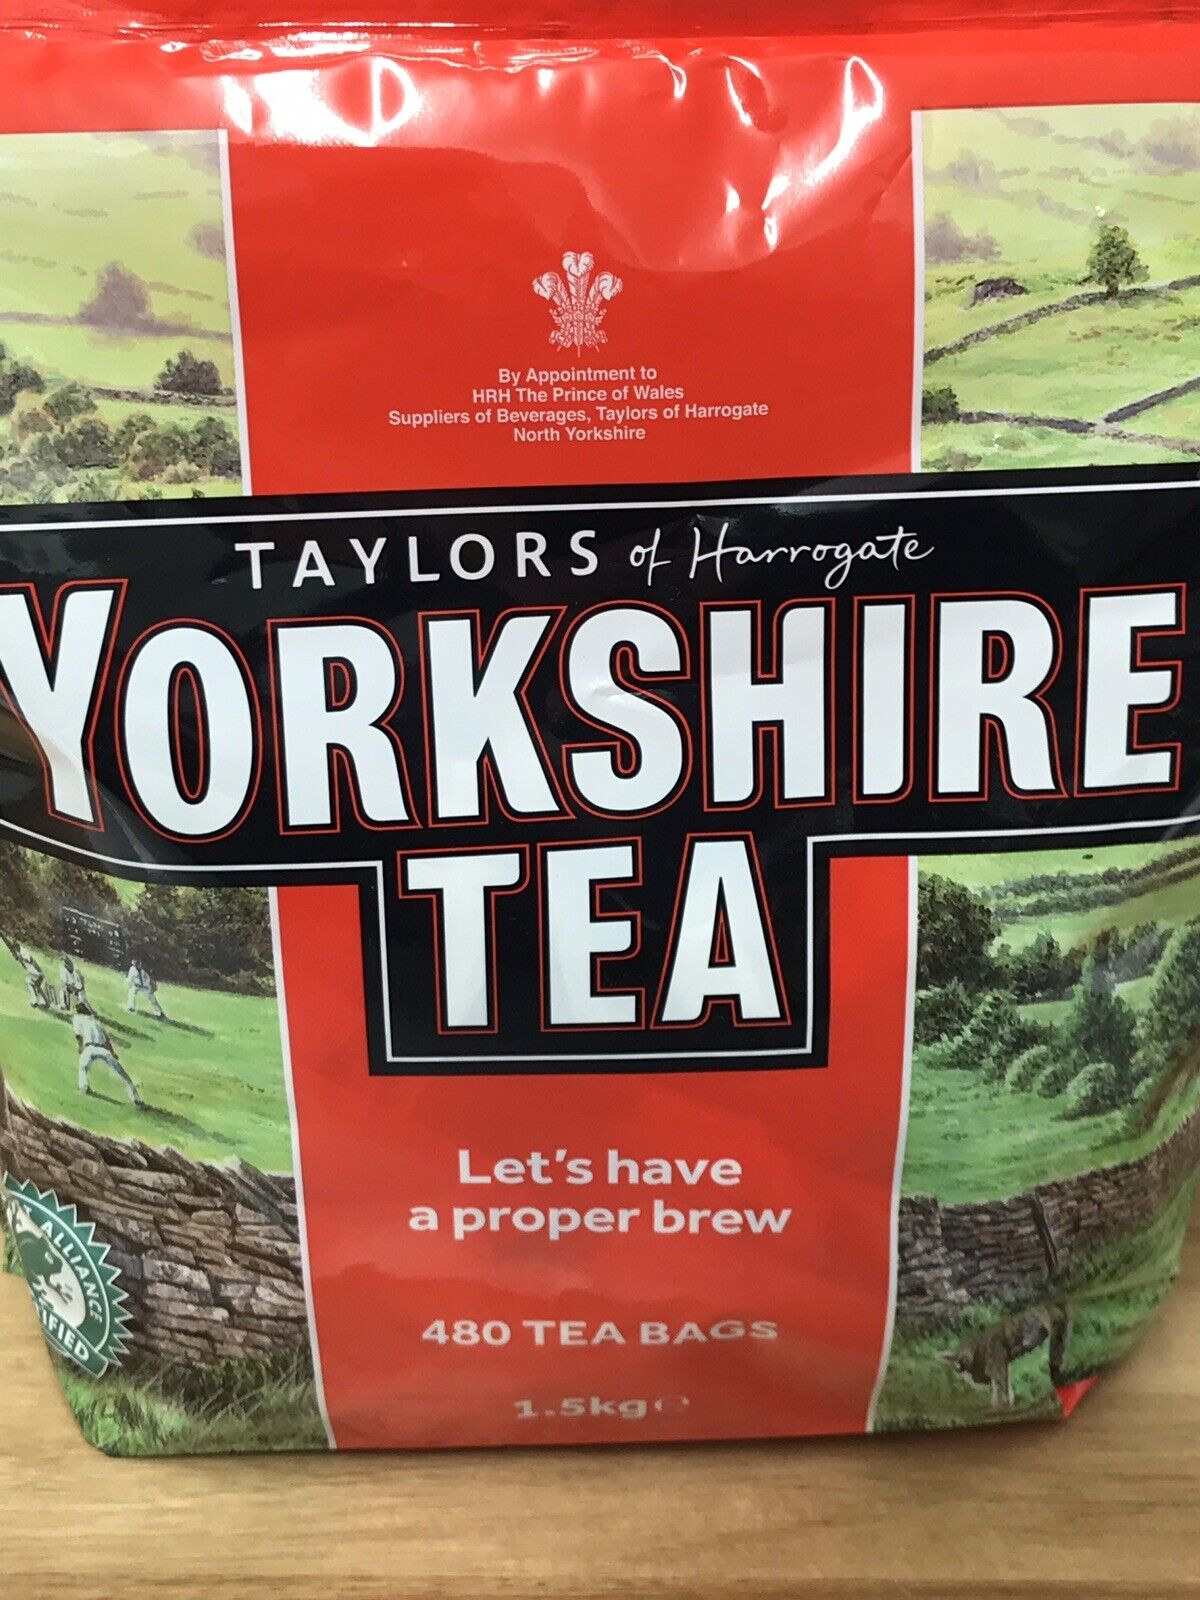 By Appointment to
HRH The Prince of Wales
Suppliers of Beverages, Taylors of Harrogate
North Yorkshire
TAYLORS of Harrogate
YORKSHIRE
TEA
Let's have
a proper brew
480 TEA BAGS
1.5kg ℮
ALLIANCE